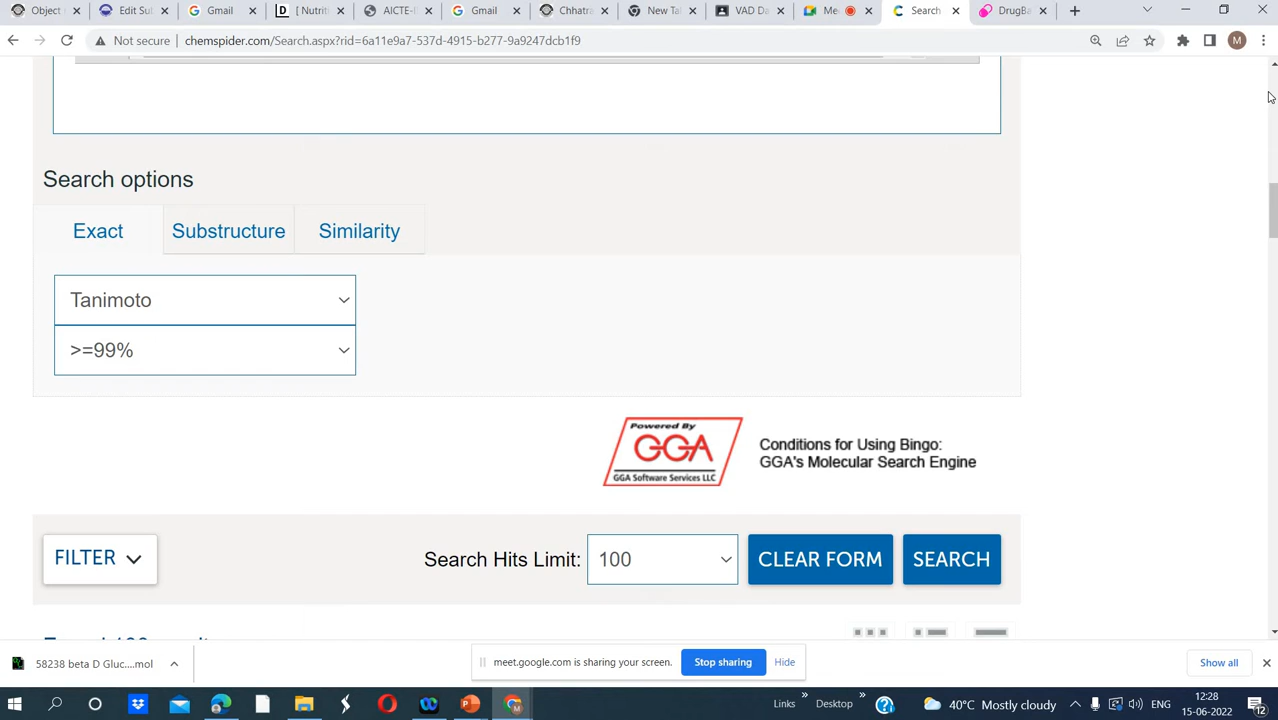 Object
Edit Sul
Gmail
[ Nutriti
AICTE-I
Gmail
Chhatra
New Tal
VAD Da
Me
Search
DrugBa
Not secure
chemspider.com/Search.aspx?rid=6a11e9a7-537d-4915-b277-9a9247dcb1f9
M
Search options
Exact
Substructure
Similarity
Tanimoto
>=99%
Powered By
GGA
GGA Software Services LLC
Conditions for Using Bingo:
GGA's Molecular Search Engine
FILTER
Search Hits Limit:
100
CLEAR FORM
SEARCH
58238 beta D Gluc....mol
meet.google.com is sharing your screen.
Stop sharing
Hide
Show all
Links
Desktop
40°C Mostly cloudy
12:28
15-06-2022
12